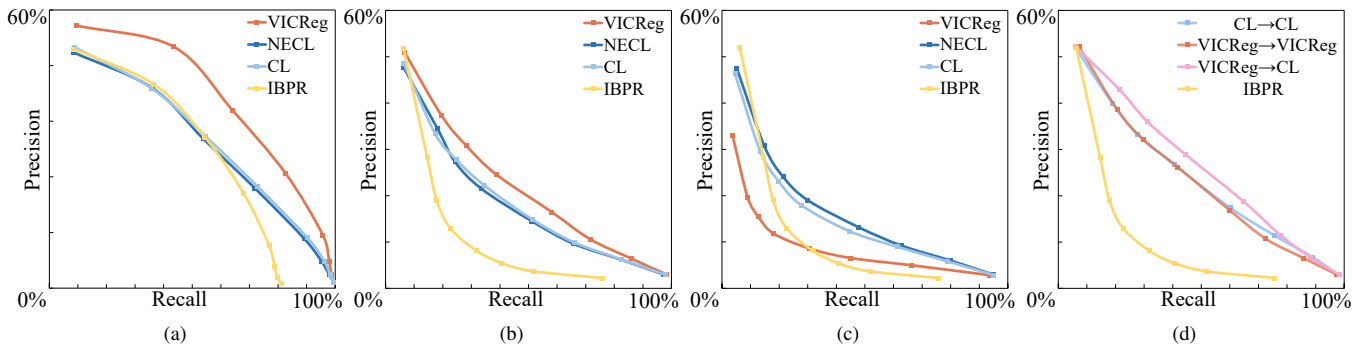 60%
VICReg
NECL
CL
IBPR
Precision
0%
Recall
100%
(a)
60%
VICReg
NECL
CL
IBPR
Precision
0%
Recall
100%
(b)
60%
VICReg
NECL
CL
IBPR
Precision
0%
Recall
100%
(c)
60%
CL→CL
VICReg→VICReg
VICReg→CL
IBPR
Precision
0%
Recall
100%
(d)